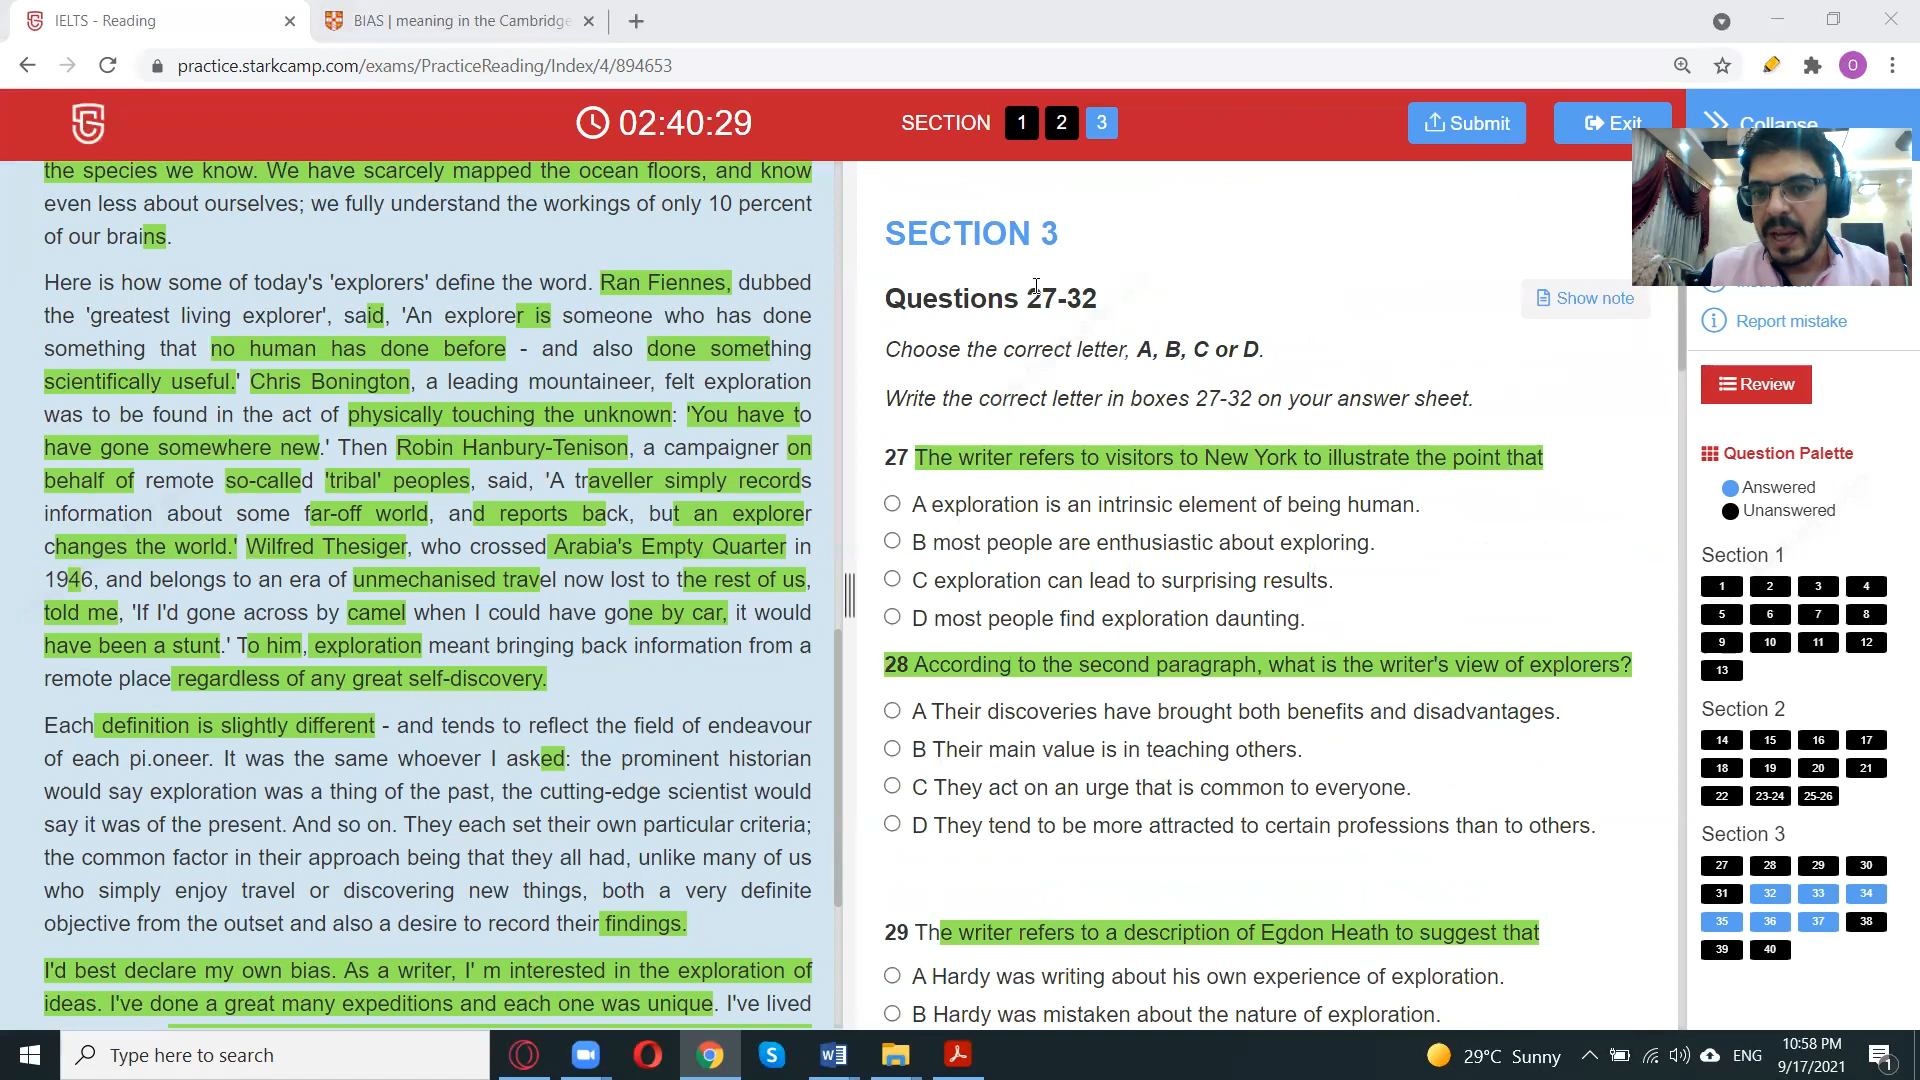 IELTS - Reading
BIAS | meaning in the Cambridge
practice.starkcamp.com/exams/PracticeReading/Index/4/894653
O
02:40:29
SECTION 1 2 3
Submit
Exit
Collapse
the species we know. We have scarcely mapped the ocean floors, and know
even less about ourselves; we fully understand the workings of only 10 percent
of our brains.
Here is how some of today's 'explorers' define the word. Ran Fiennes, dubbed
the 'greatest living explorer', said, 'An explorer is someone who has done
something that no human has done before - and also done something
scientifically useful.' Chris Bonington, a leading mountaineer, felt exploration
was to be found in the act of physically touching the unknown: 'You have to
have gone somewhere new.' Then Robin Hanbury-Tenison, a campaigner on
behalf of remote so-called 'tribal' peoples, said, 'A traveller simply records
information about some far-off world, and reports back, but an explorer
changes the world.' Wilfred Thesiger, who crossed Arabia's Empty Quarter in
1946, and belongs to an era of unmechanised travel now lost to the rest of us,
told me, 'If I'd gone across by camel when I could have gone by car, it would
have been a stunt.' To him, exploration meant bringing back information from a
remote place regardless of any great self-discovery.
Each definition is slightly different - and tends to reflect the field of endeavour
of each pi.oneer. It was the same whoever I asked: the prominent historian
would say exploration was a thing of the past, the cutting-edge scientist would
say it was of the present. And so on. They each set their own particular criteria;
the common factor in their approach being that they all had, unlike many of us
who simply enjoy travel or discovering new things, both a very definite
objective from the outset and also a desire to record their findings.
I'd best declare my own bias. As a writer, I' m interested in the exploration of
ideas. I've done a great many expeditions and each one was unique. I've lived
SECTION 3
Questions 27-32
Show note
Choose the correct letter, A, B, C or D.
Write the correct letter in boxes 27-32 on your answer sheet.
27 The writer refers to visitors to New York to illustrate the point that
A exploration is an intrinsic element of being human.
B most people are enthusiastic about exploring.
C exploration can lead to surprising results.
D most people find exploration daunting.
28 According to the second paragraph, what is the writer's view of explorers?
A Their discoveries have brought both benefits and disadvantages.
B Their main value is in teaching others.
C They act on an urge that is common to everyone.
D They tend to be more attracted to certain professions than to others.
29 The writer refers to a description of Egdon Heath to suggest that
A Hardy was writing about his own experience of exploration.
B Hardy was mistaken about the nature of exploration.
Report mistake
Review
Question Palette
Answered
Unanswered
Section 1
1 2 3 4
5 6 7 8
9 10 11 12
13
Section 2
14 15 16 17
18 19 20 21
22 23-24 25-26
Section 3
27 28 29 30
31 32 33 34
35 36 37 38
39 40
Type here to search
29°C Sunny
ENG
10:58 PM
9/17/2021
1